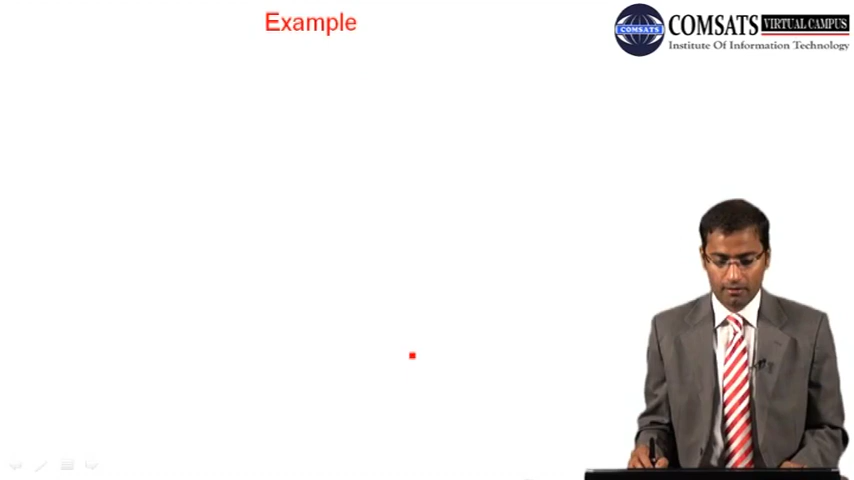 Example
COMSATS VIRTUAL CAMPUS
Institute Of Information Technology
COMSATS